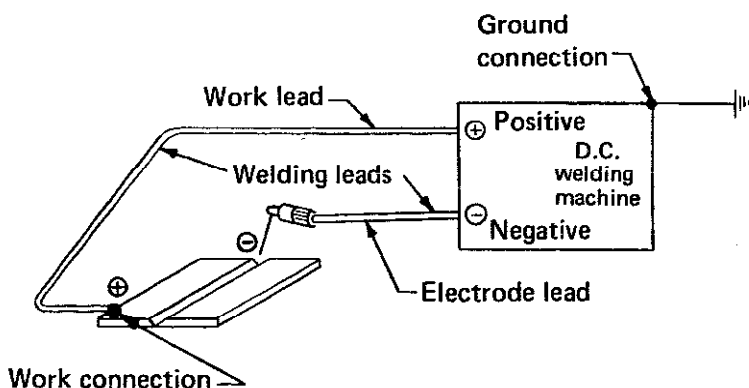 Ground
connection
Work lead
⊕ Positive
D.C.
welding
machine
Welding leads
⊖
Negative
⊖
⊕
Electrode lead
Work connection